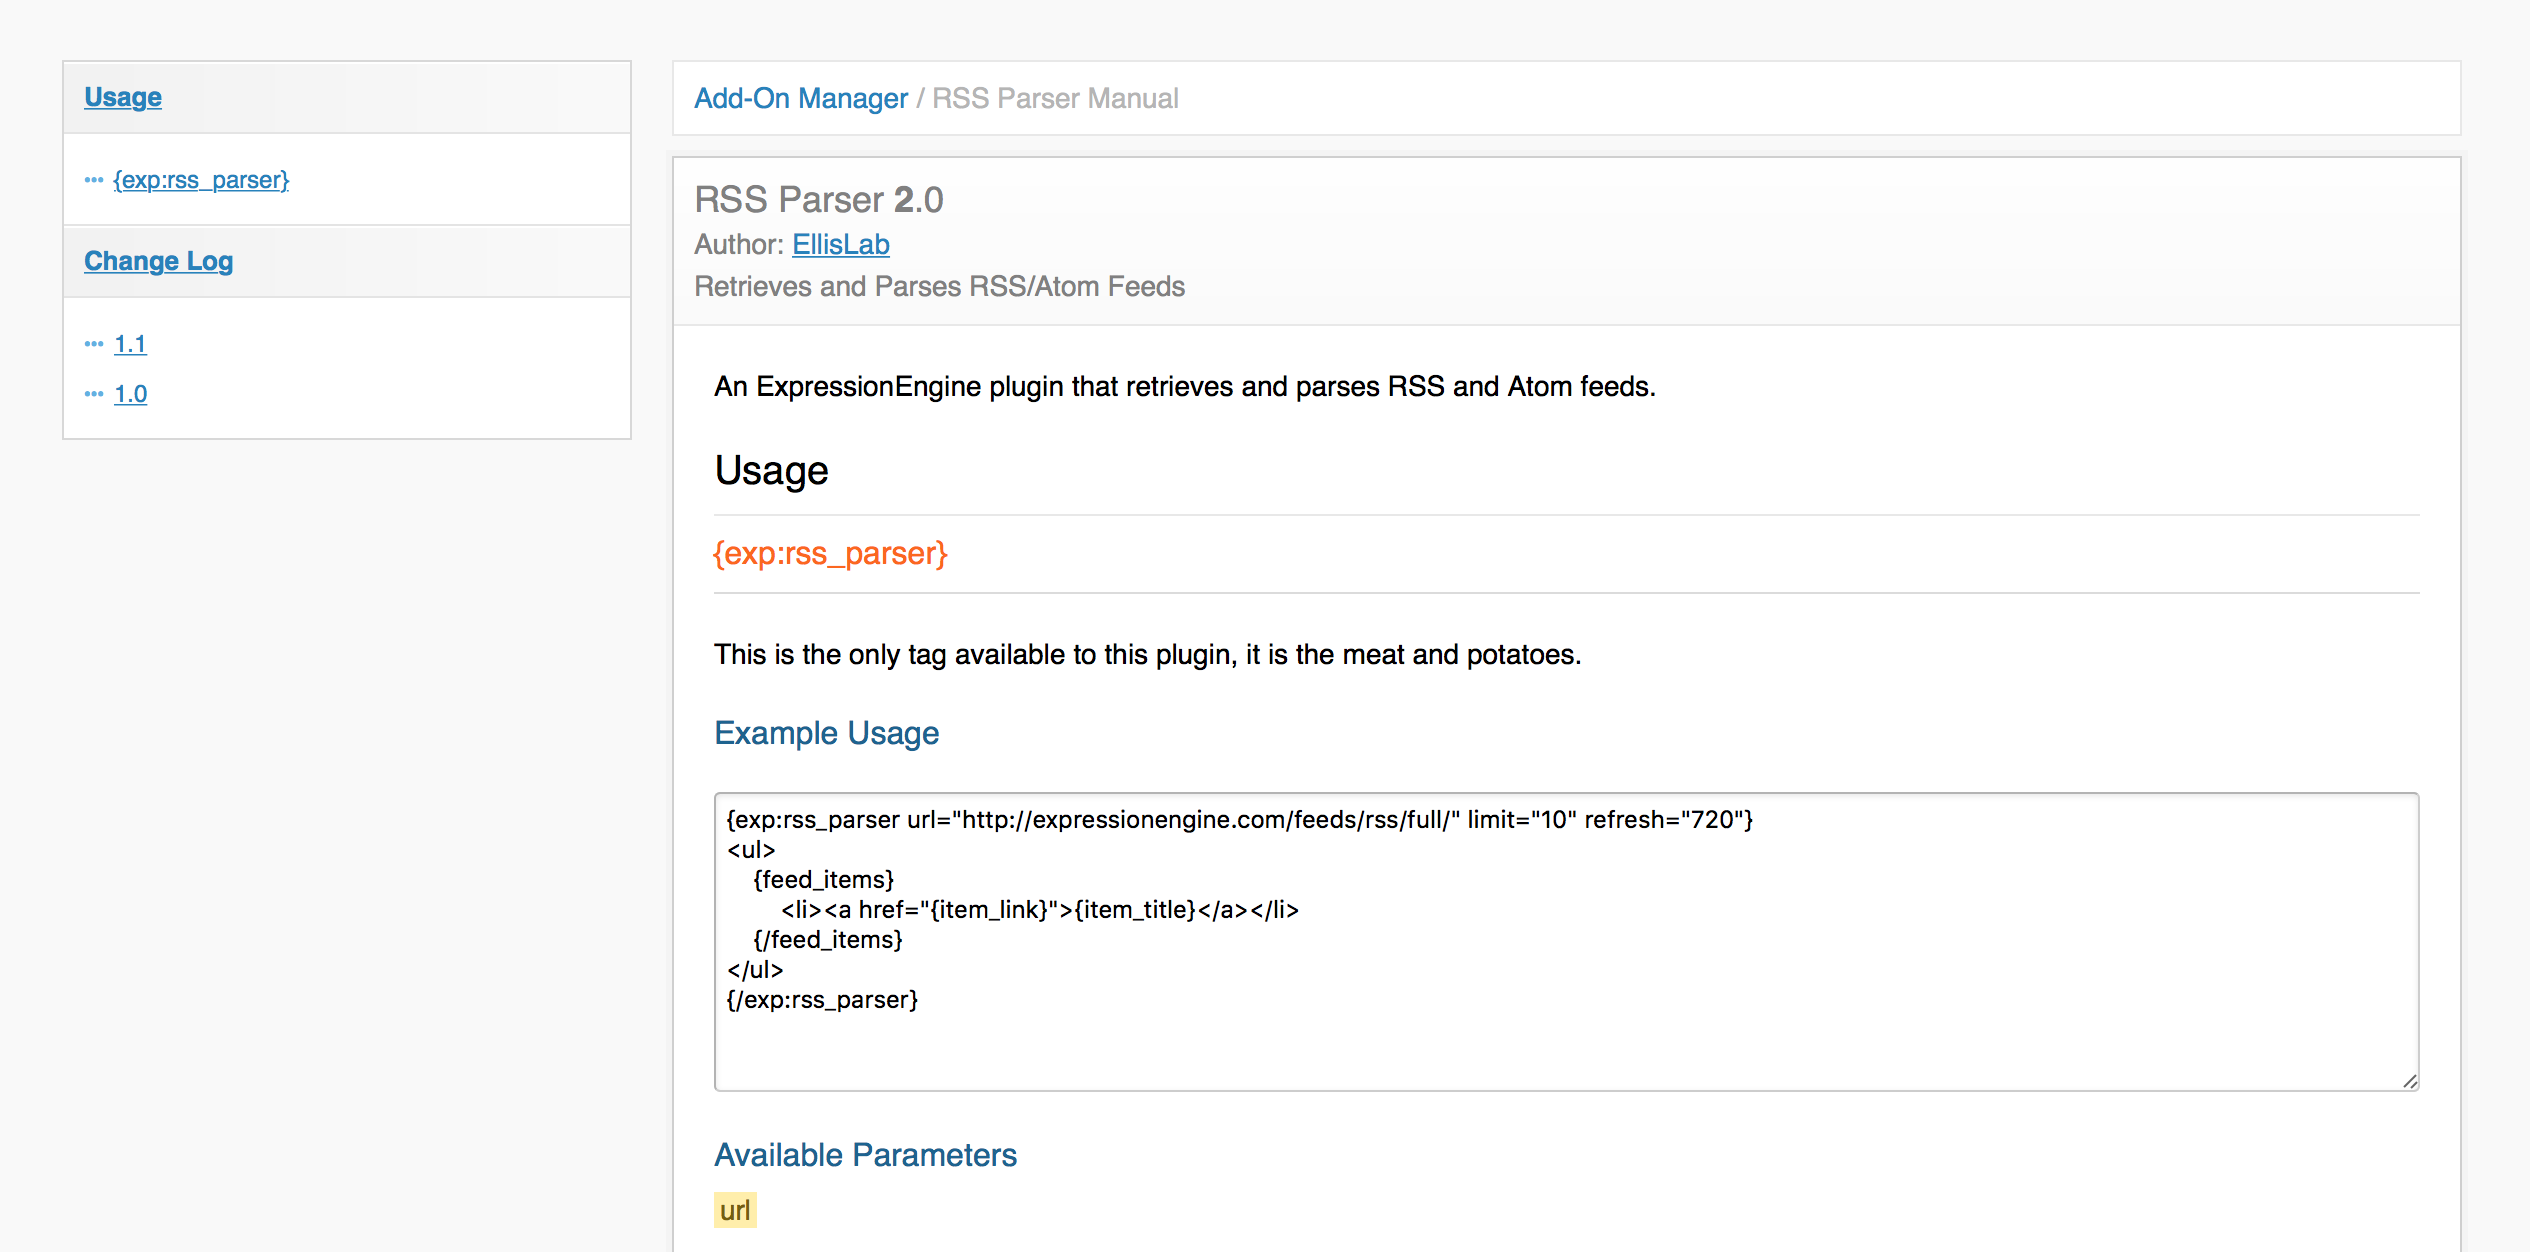 Usage
{exp:rss_parser}
Change Log
1.1
1.0
Add-On Manager / RSS Parser Manual
RSS Parser 2.0
Author: EllisLab
Retrieves and Parses RSS/Atom Feeds
An ExpressionEngine plugin that retrieves and parses RSS and Atom feeds.
Usage
{exp:rss_parser}
This is the only tag available to this plugin, it is the meat and potatoes.
Example Usage
{exp:rss_parser url="http://expressionengine.com/feeds/rss/full/" limit="10" refresh="720"}
<ul>
{feed_items}
<li><a href="{item_link}">{item_title}</a></li>
{/feed_items}
</ul>
{/exp:rss_parser}
Available Parameters
url